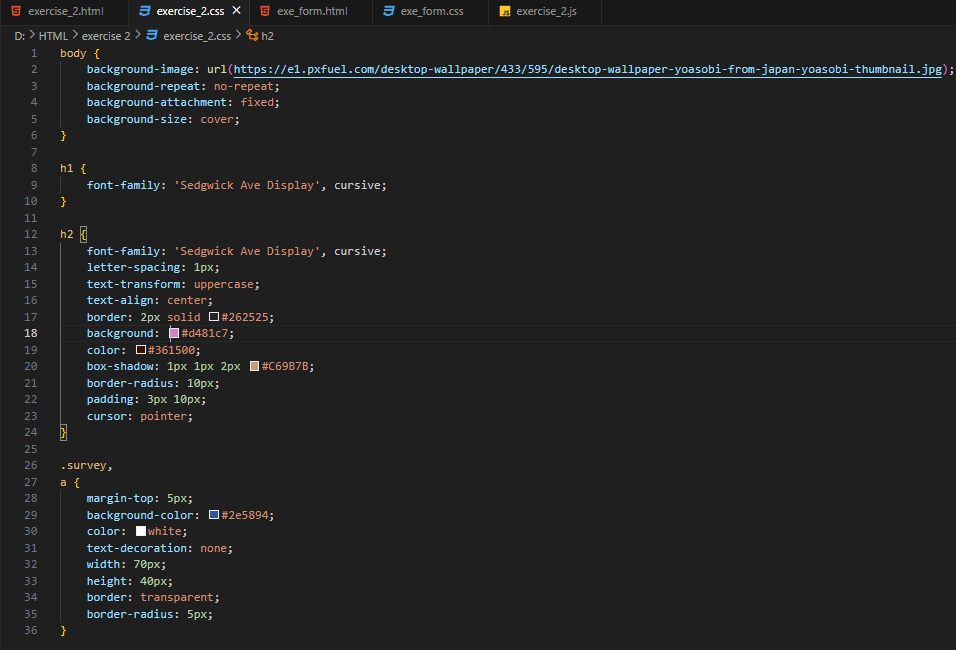 exercise_2.html exercise_2.css exe_form.html exe_form.css JS exercise_2.js
D: > HTML > exercise 2 > exercise_2.css > h2
1 body {
2 background-image: url(https://e1.pxfuel.com/desktop-wallpaper/433/595/desktop-wallpaper-yoasobi-from-japan-yoasobi-thumbnail.jpg);
3 background-repeat: no-repeat;
4 background-attachment: fixed;
5 background-size: cover;
6 }
7
8 h1 {
9 font-family: 'Sedgwick Ave Display', cursive;
10 }
11
12 h2 {
13 font-family: 'Sedgwick Ave Display', cursive;
14 letter-spacing: 1px;
15 text-transform: uppercase;
16 text-align: center;
17 border: 2px solid #262525;
18 background: #d481c7;
19 color: #361500;
20 box-shadow: 1px 1px 2px #C69B7B;
21 border-radius: 10px;
22 padding: 3px 10px;
23 cursor: pointer;
24 }
25
26 .survey,
27 a {
28 margin-top: 5px;
29 background-color: #2e5894;
30 color: white;
31 text-decoration: none;
32 width: 70px;
33 height: 40px;
34 border: transparent;
35 border-radius: 5px;
36 }